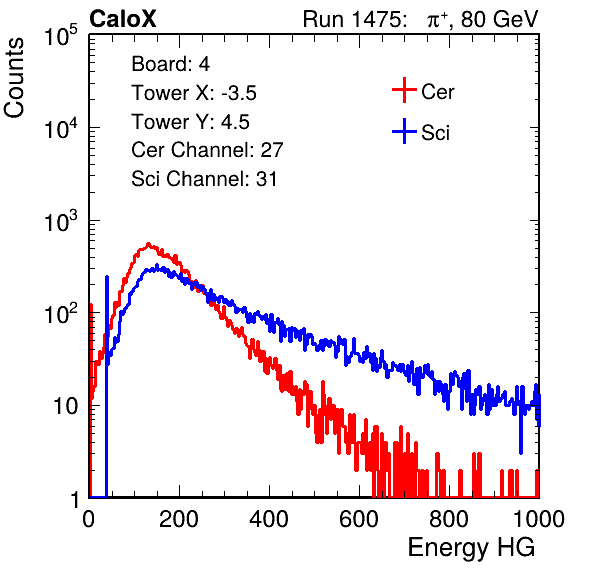 CaloX Run 1475: π⁺, 80 GeV
Counts
10⁵
10⁴
10³
10²
10
1
Board: 4
Tower X: -3.5
Tower Y: 4.5
Cer Channel: 27
Sci Channel: 31
Cer
Sci
0 200 400 600 800 1000
Energy HG